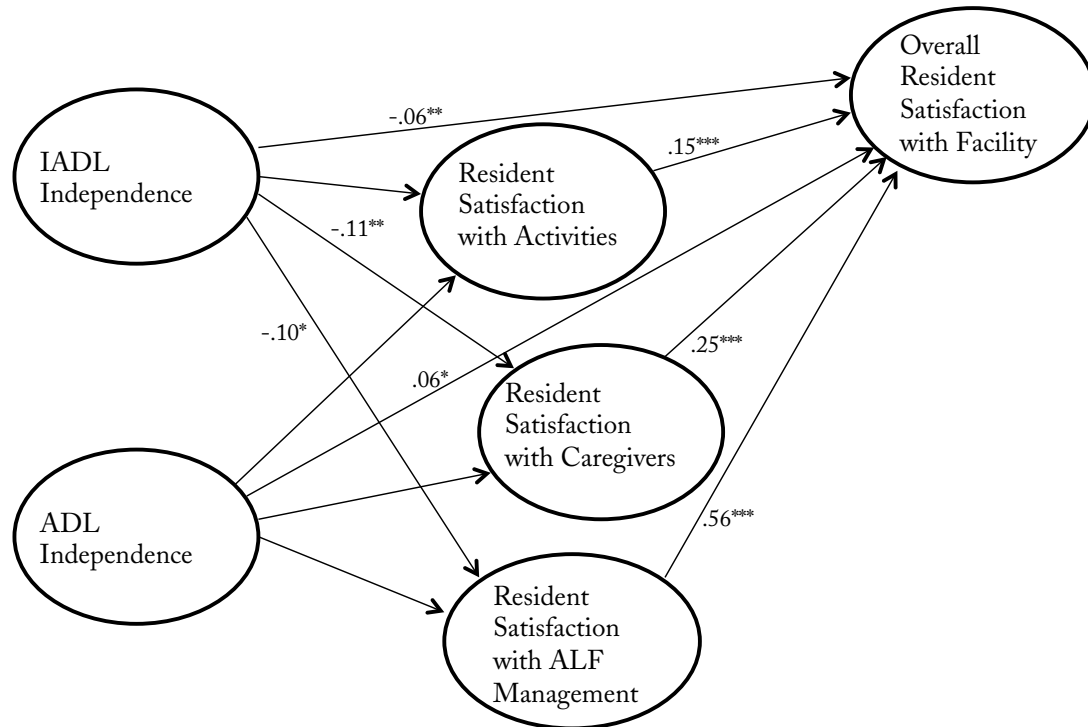 Overall
Resident
Satisfaction
with Facility
-.06**
.15***
IADL
Independence
Resident
Satisfaction
with Activities
-.11**
-.10*
.06*
.25***
Resident
Satisfaction
with Caregivers
ADL
Independence
.56***
Resident
Satisfaction
with ALF
Management